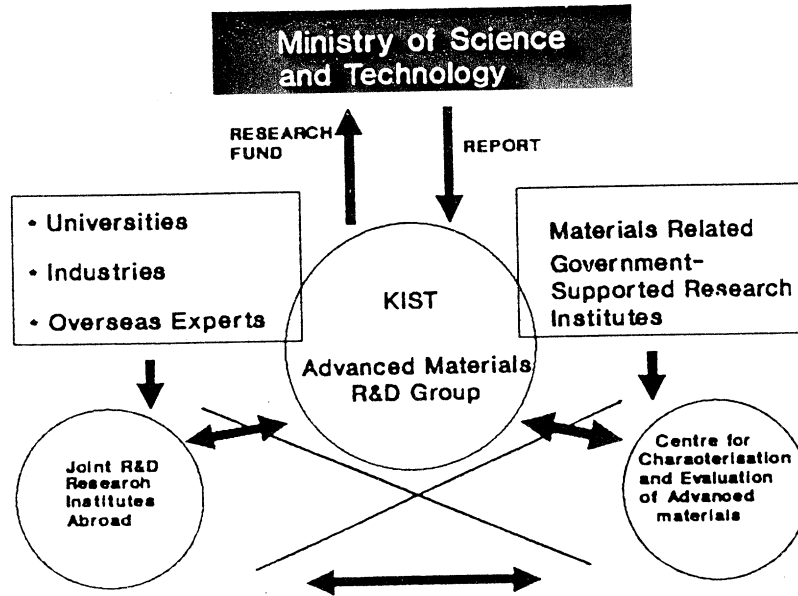 Ministry of Science
and Technology
RESEARCH
FUND
REPORT
• Universities
• Industries
• Overseas Experts
KIST
Advanced Materials
R&D Group
Materials Related
Government-
Supported Research
Institutes
Joint R&D
Research
Institutes
Abroad
Centre for
Characterisation
and Evaluation
of Advanced
materials